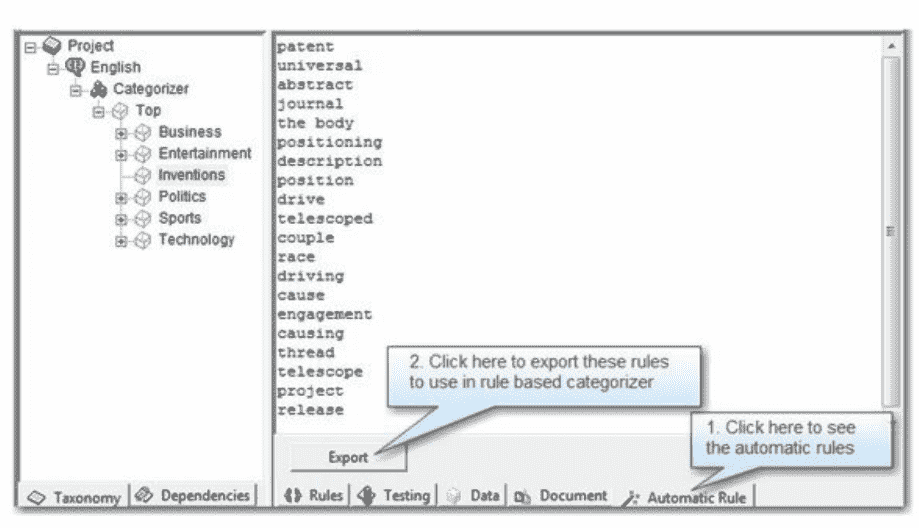 Project
English
Categorizer
Top
Business
Entertainment
Inventions
Politics
Sports
Technology
Taxonomy
Dependencies
patent
universal
abstract
journal
the body
positioning
description
position
drive
telescoped
couple
race
driving
cause
engagement
causing
thread
telescope
project
release
2. Click here to export these rules
to use in rule based categorizer
1. Click here to see
the automatic rules
Export
Rules
Testing
Data
Document
Automatic Rule